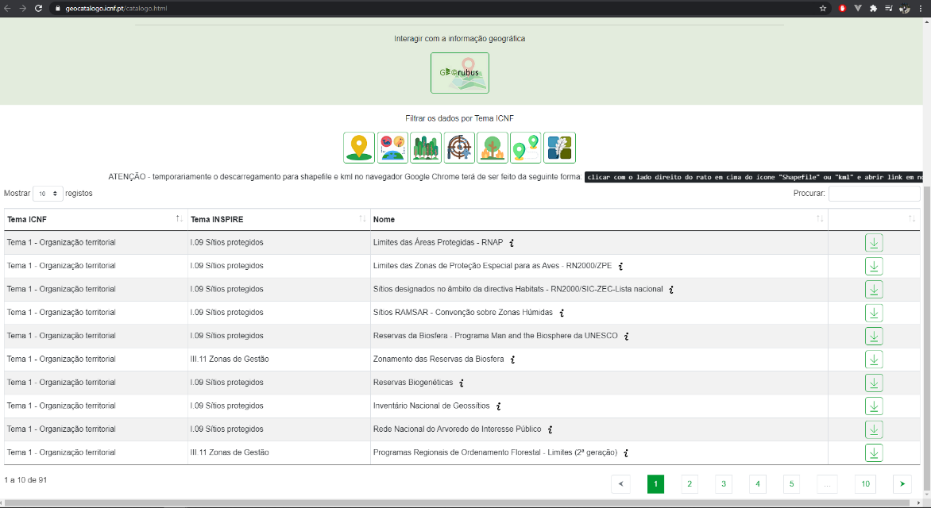 geocatalogo.icnf.pt/catalogo.html
Interagir com a informação geográfica
GEOrubus
Filtrar os dados por Tema ICNF
ATENÇÃO - temporariamente o descarregamento para shapefile e kml no navegador Google Chrome terá de ser feito da seguinte forma: clicar com o lado direito do rato em cima do ícone "Shapefile" ou "kml" e abrir link em
Mostrar 10 registos Procurar:
Tema ICNF Tema INSPIRE Nome
Tema 1 - Organização territorial I.09 Sítios protegidos Limites das Áreas Protegidas - RNAP i
Tema 1 - Organização territorial I.09 Sítios protegidos Limites das Zonas de Proteção Especial para as Aves - RN2000/ZPE i
Tema 1 - Organização territorial I.09 Sítios protegidos Sítios designados no âmbito da directiva Habitats - RN2000/SIC-ZEC-Lista nacional i
Tema 1 - Organização territorial I.09 Sítios protegidos Sítios RAMSAR - Convenção sobre Zonas Húmidas i
Tema 1 - Organização territorial I.09 Sítios protegidos Reservas da Biosfera - Programa Man and the Biosphere da UNESCO i
Tema 1 - Organização territorial III.11 Zonas de Gestão Zonamento das Reservas da Biosfera i
Tema 1 - Organização territorial I.09 Sítios protegidos Reservas Biogenéticas i
Tema 1 - Organização territorial I.09 Sítios protegidos Inventário Nacional de Geossítios i
Tema 1 - Organização territorial I.09 Sítios protegidos Rede Nacional do Arvoredo de Interesse Público i
Tema 1 - Organização territorial III.11 Zonas de Gestão Programas Regionais de Ordenamento Florestal - Limites (2ª geração) i
1 a 10 de 91 1 2 3 4 5 ... 10